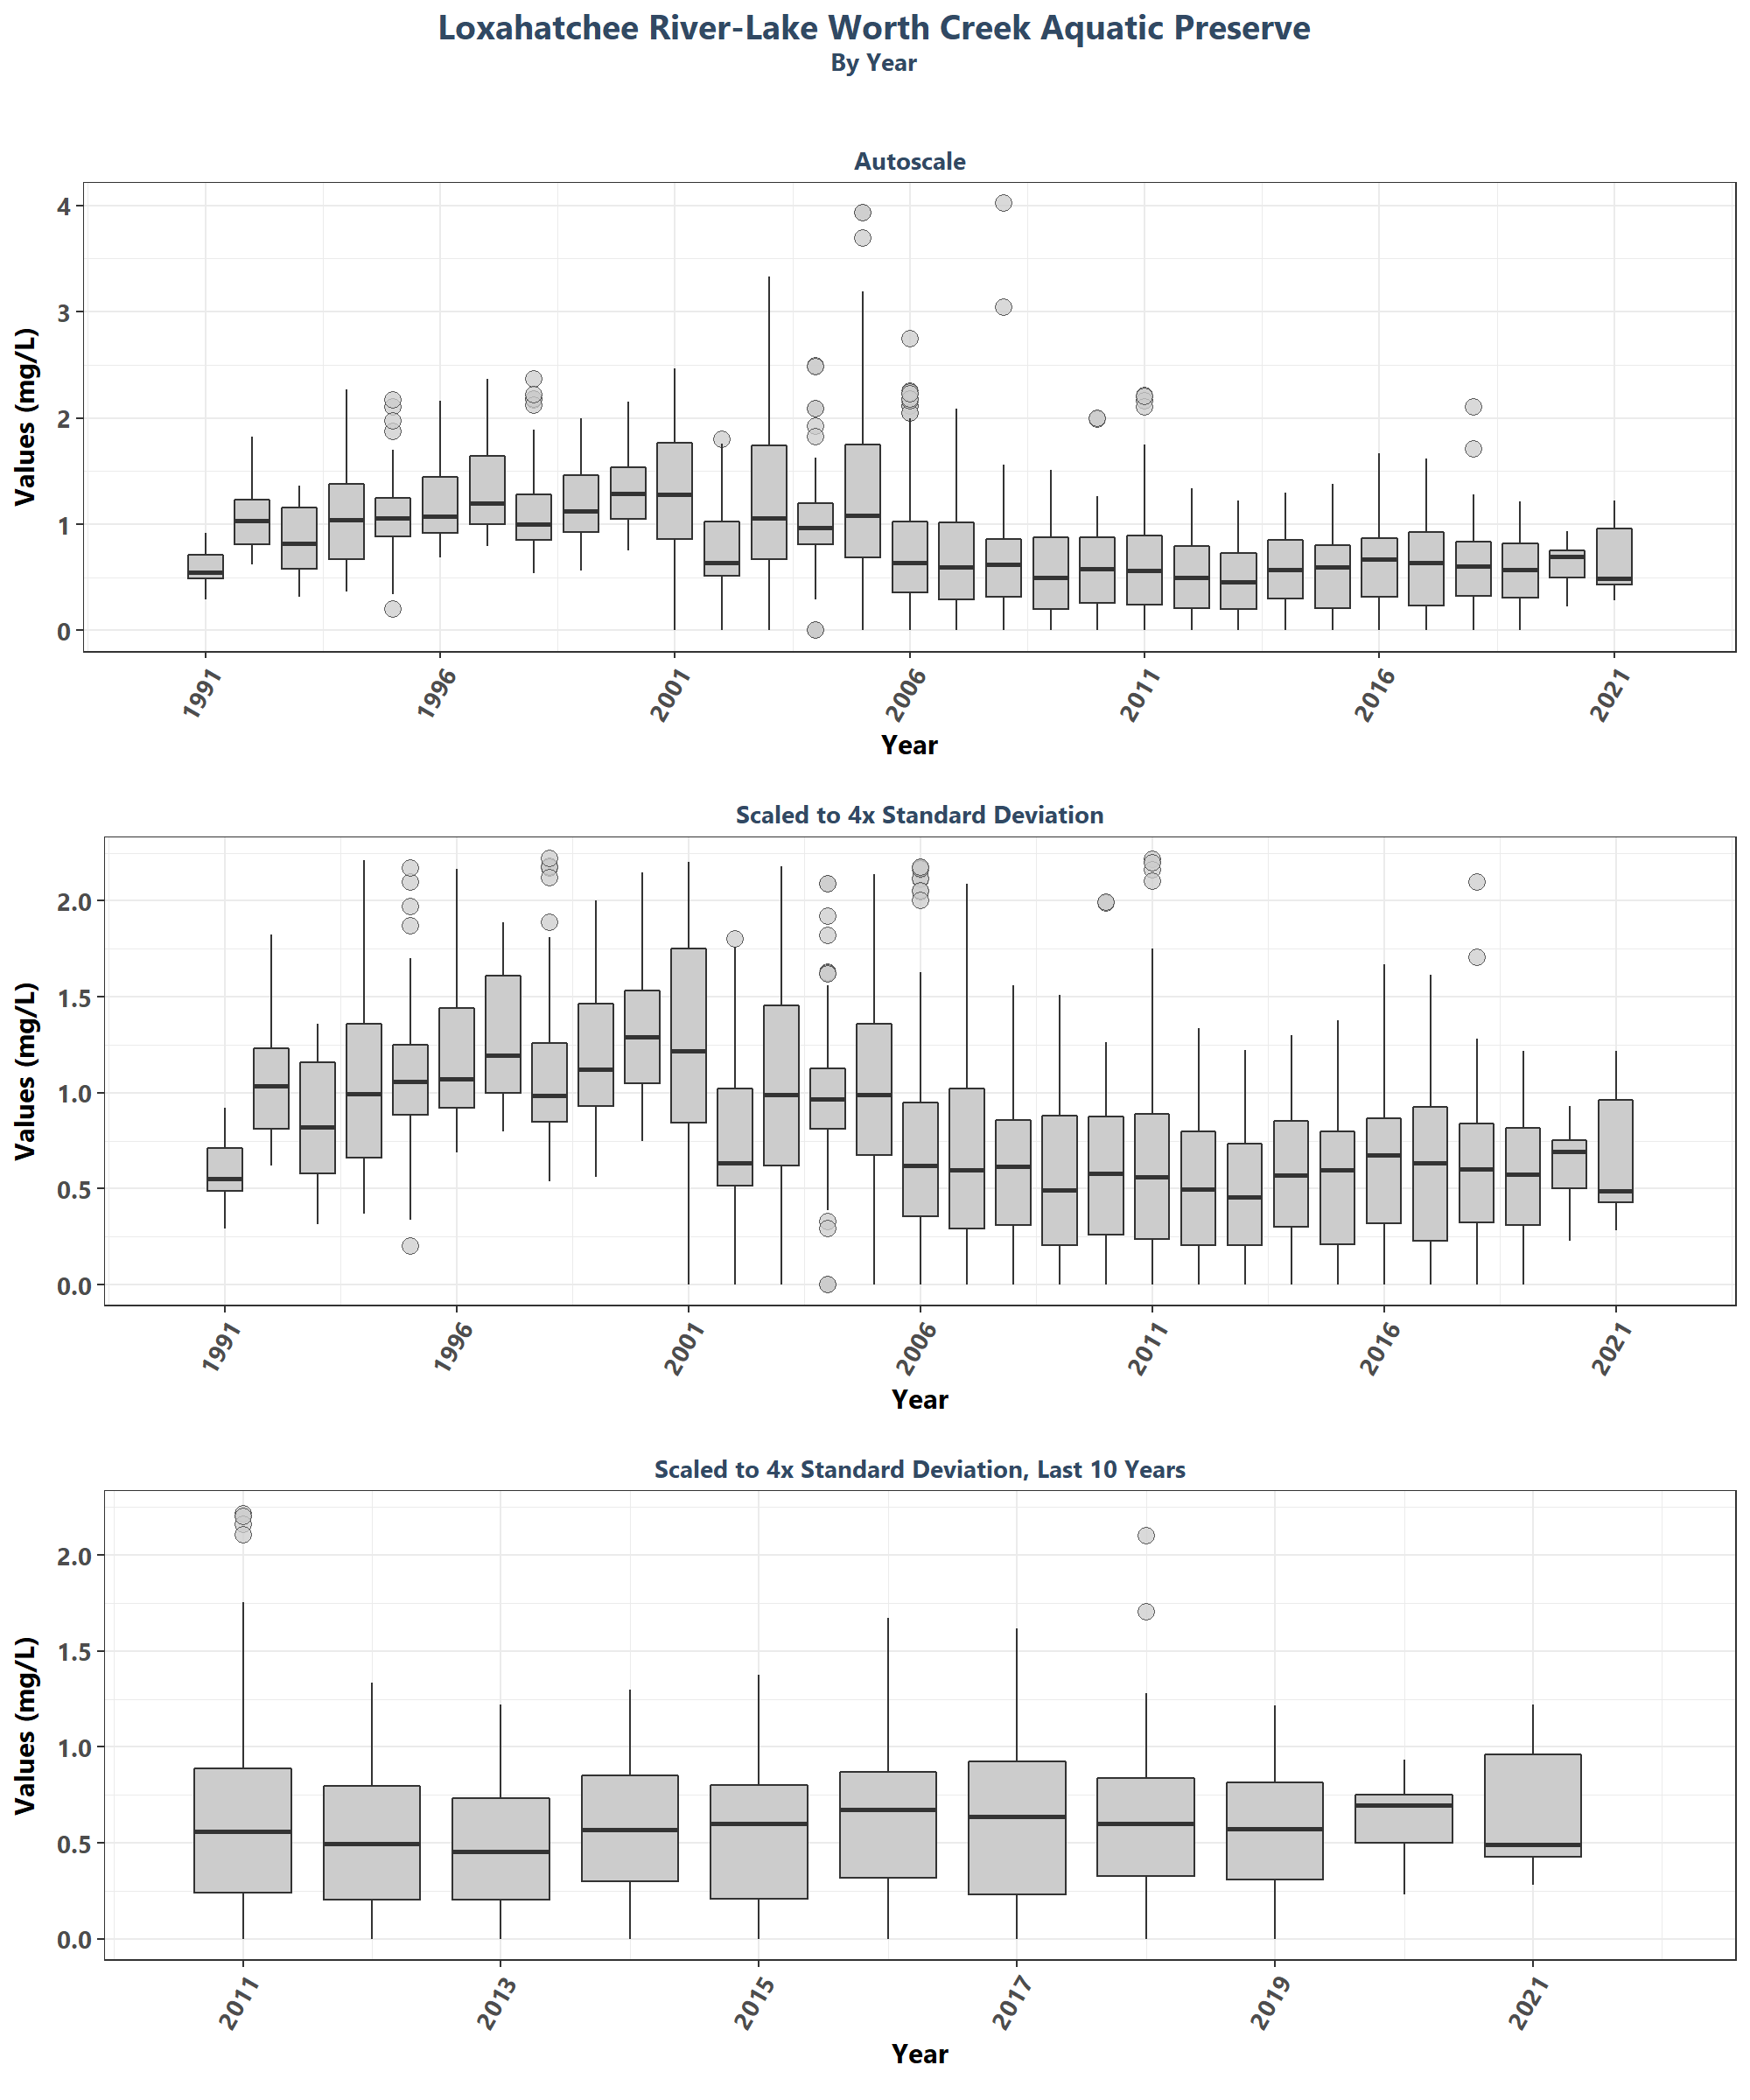 Loxahatchee River-Lake Worth Creek Aquatic Preserve
By Year
Autoscale
Values (mg/L)
4
3
2
1
0
1991 1996 2001 2006 2011 2016 2021
Year
Scaled to 4x Standard Deviation
Values (mg/L)
2.0
1.5
1.0
0.5
0.0
1991 1996 2001 2006 2011 2016 2021
Year
Scaled to 4x Standard Deviation, Last 10 Years
Values (mg/L)
2.0
1.5
1.0
0.5
0.0
2011 2013 2015 2017 2019 2021
Year